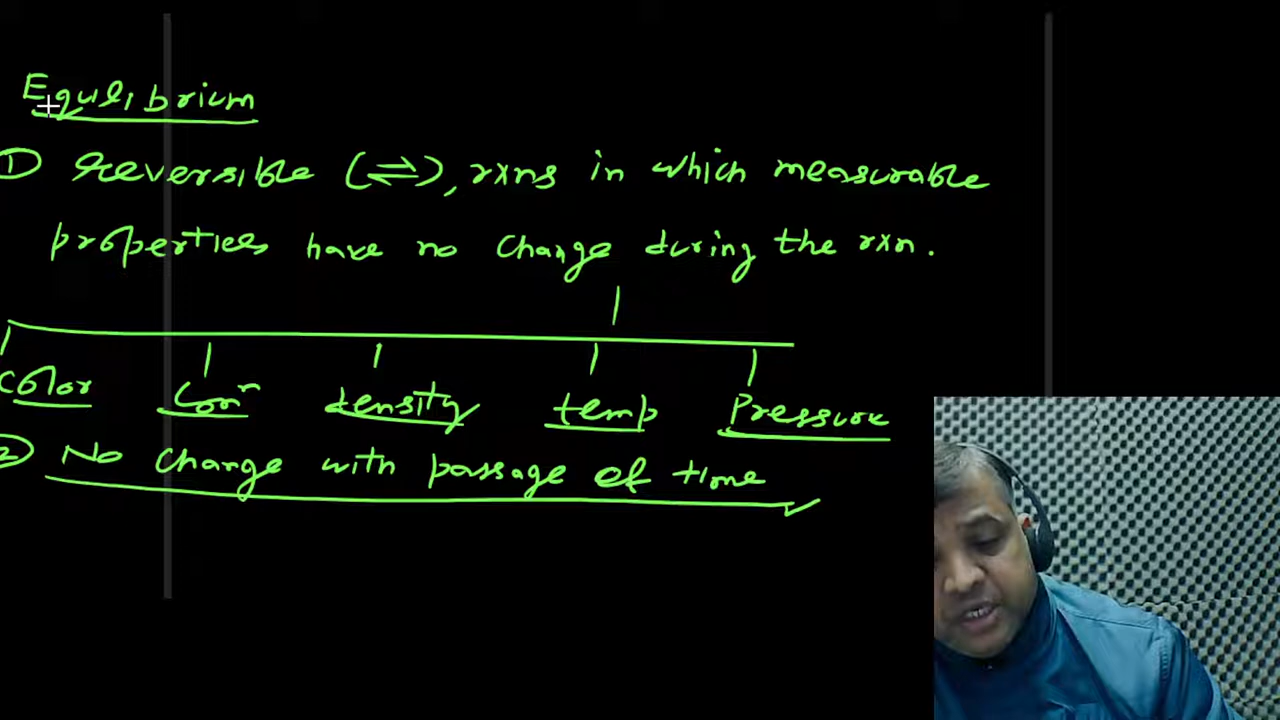 Equilibrium
① Reversible (⇌), rxns in which measurable
properties have no change during the rxn.
Color Conⁿ density temp Pressure
② No change with passage of time